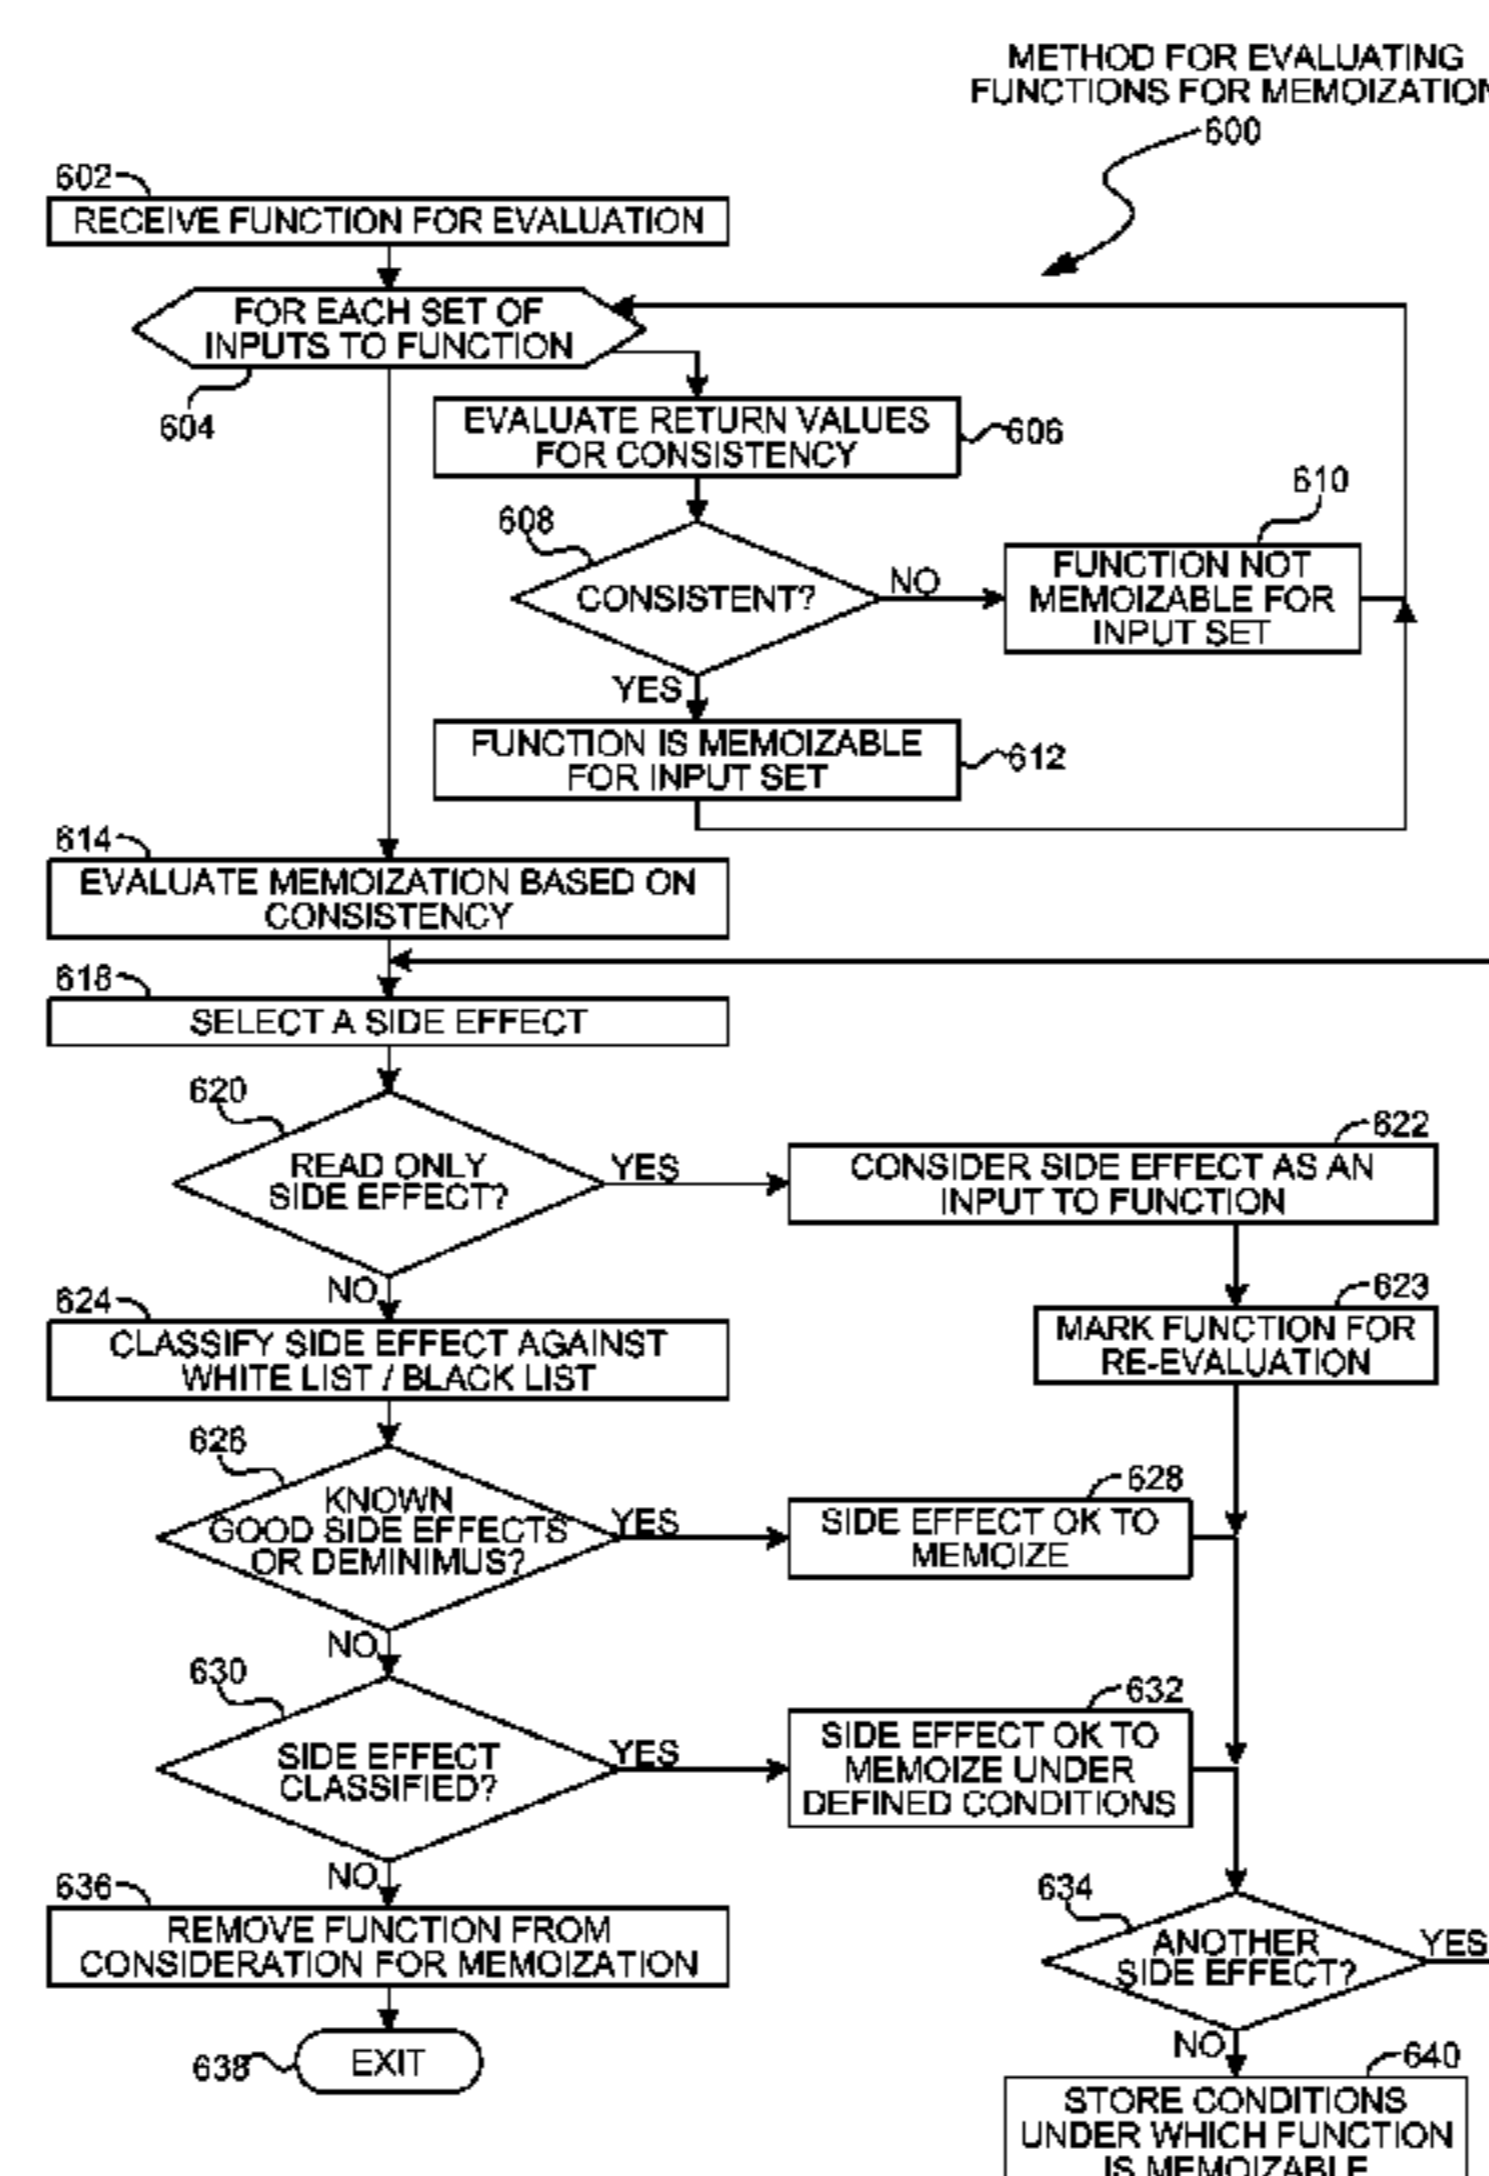 METHOD FOR EVALUATING
FUNCTIONS FOR MEMOIZATION
600
602
RECEIVE FUNCTION FOR EVALUATION
FOR EACH SET OF
INPUTS TO FUNCTION
604
EVALUATE RETURN VALUES
FOR CONSISTENCY
606
608
CONSISTENT?
NO
610
FUNCTION NOT
MEMOIZABLE FOR
INPUT SET
YES
FUNCTION IS MEMOIZABLE
FOR INPUT SET
612
614
EVALUATE MEMOIZATION BASED ON
CONSISTENCY
618
SELECT A SIDE EFFECT
620
READ ONLY
SIDE EFFECT?
YES
622
CONSIDER SIDE EFFECT AS AN
INPUT TO FUNCTION
NO
623
MARK FUNCTION FOR
RE-EVALUATION
624
CLASSIFY SIDE EFFECT AGAINST
WHITE LIST / BLACK LIST
626
KNOWN
GOOD SIDE EFFECTS
OR DEMINIMUS?
YES
628
SIDE EFFECT OK TO
MEMOIZE
NO
630
SIDE EFFECT
CLASSIFIED?
YES
632
SIDE EFFECT OK TO
MEMOIZE UNDER
DEFINED CONDITIONS
NO
634
ANOTHER
SIDE EFFECT?
YES
636
REMOVE FUNCTION FROM
CONSIDERATION FOR MEMOIZATION
638
EXIT
NO
640
STORE CONDITIONS
UNDER WHICH FUNCTION
IS MEMOIZABLE